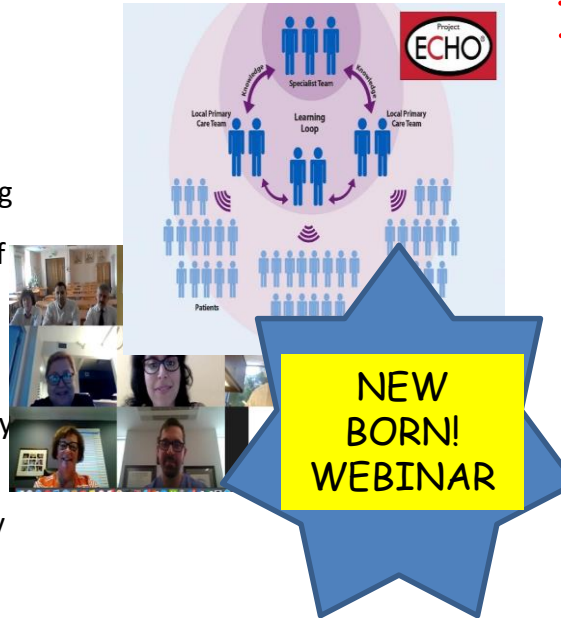 Project
ECHO®
Specialist Team
Knowledge
Knowledge
Local Primary
Care Team
Learning
Loop
Local Primary
Care Team
g
f
Patients
y
y
NEW
BORN!
WEBINAR